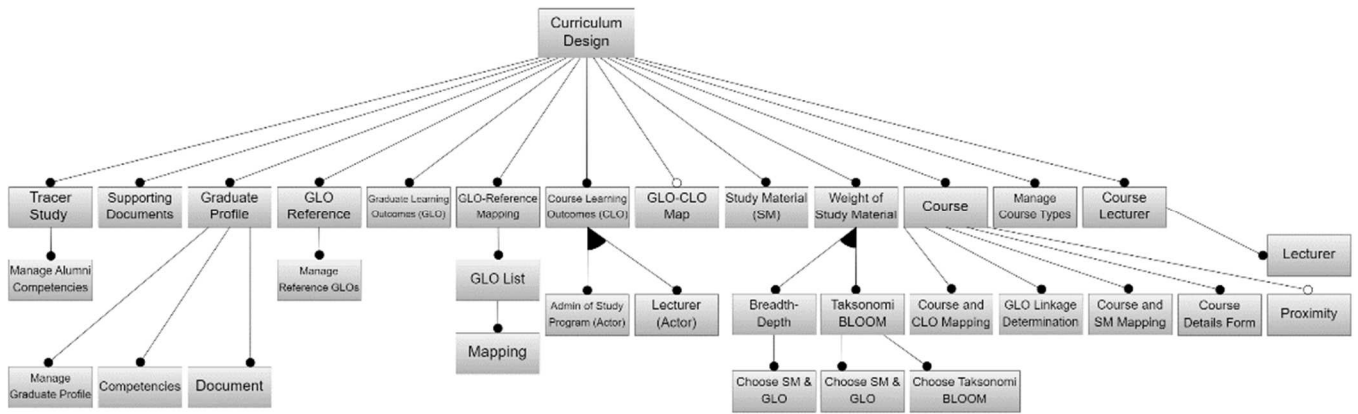 Curriculum
Design
Tracer
Study
Supporting
Documents
Graduate
Profile
GLO
Reference
Graduate Learning
Outcomes (GLO)
GLO-Reference
Mapping
Course Learning
Outcomes (CLO)
GLO-CLO
Map
Study Material
(SM)
Weight of
Study Material
Course
Manage
Course Types
Course
Lecturer
Lecturer
Manage Alumni
Competencies
Manage
Reference GLOs
GLO List
Admin of Study
Program (Actor)
Lecturer
(Actor)
Breadth-
Depth
Taksonomi
BLOOM
Course and
CLO Mapping
GLO Linkage
Determination
Course and
SM Mapping
Course
Details Form
Proximity
Mapping
Manage
Graduate Profile
Competencies
Document
Choose SM &
GLO
Choose SM &
GLO
Choose Taksonomi
BLOOM